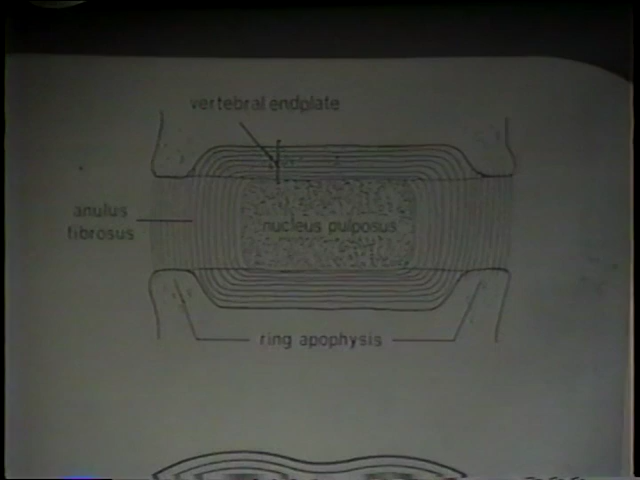 vertebral endplate
anulus
fibrosus
nucleus pulposus
ring apophysis